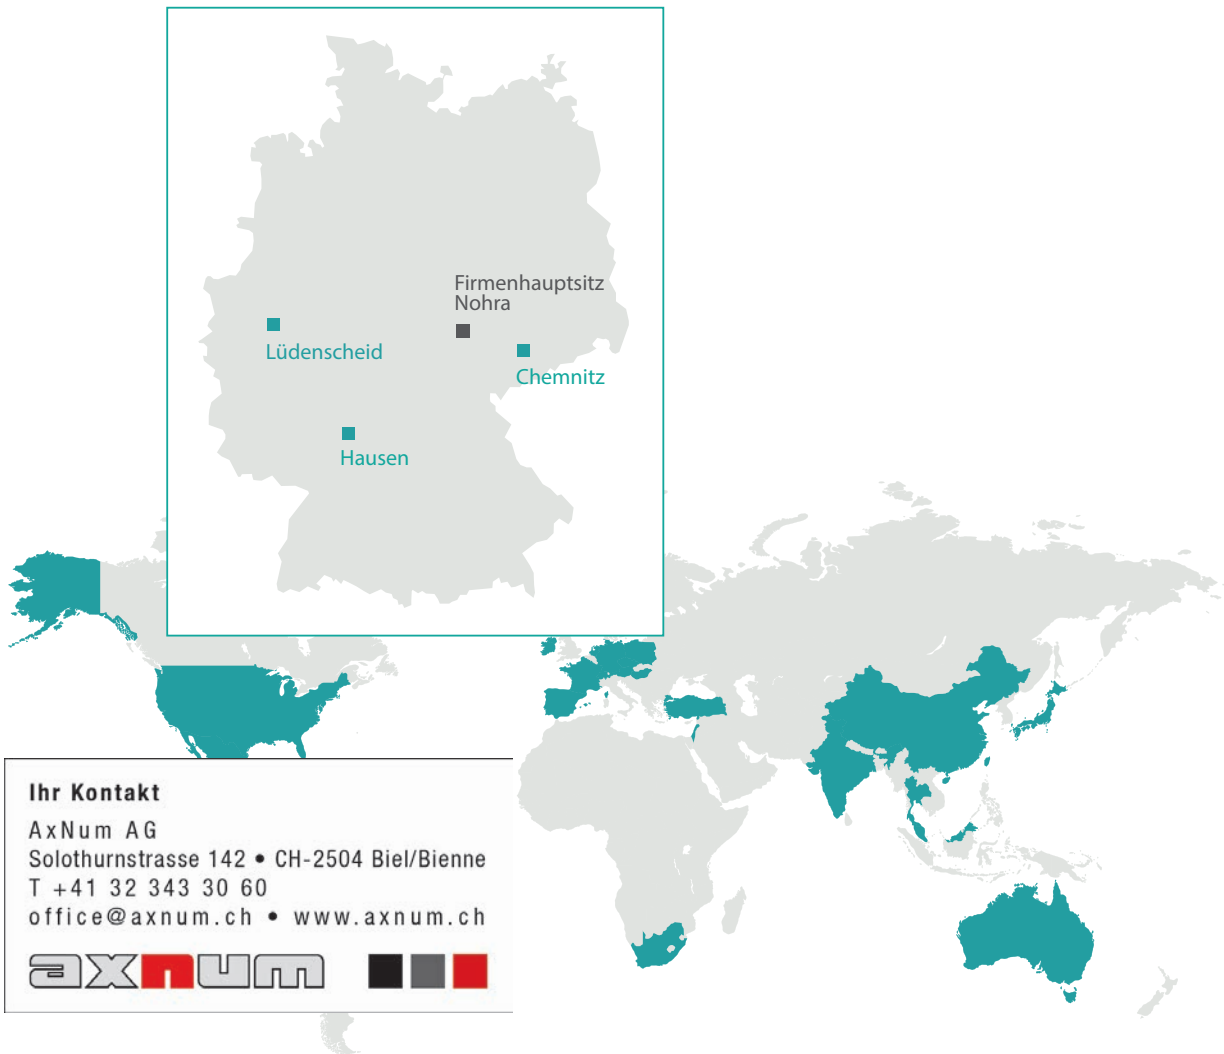 Firmenhauptsitz
Nohra
Lüdenscheid
Chemnitz
Hausen
Ihr Kontakt
AxNum AG
Solothurnstrasse 142 • CH-2504 Biel/Bienne
T +41 32 343 30 60
office@axnum.ch • www.axnum.ch
axnum